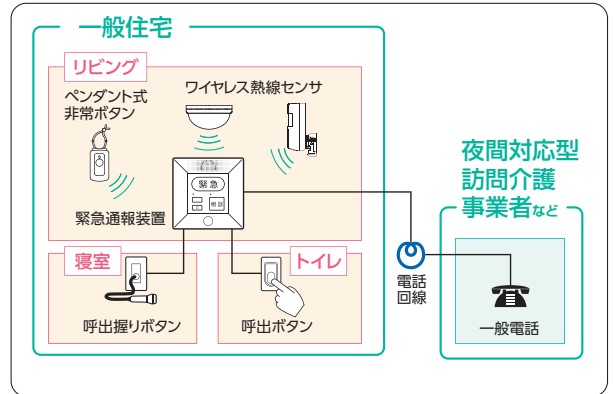 一般住宅
リビング
ペンダント式
非常ボタン
ワイヤレス熱線センサ
緊急
相談
緊急通報装置
寝室
呼出握りボタン
トイレ
呼出ボタン
電話
回線
夜間対応型
訪問介護
事業者など
一般電話